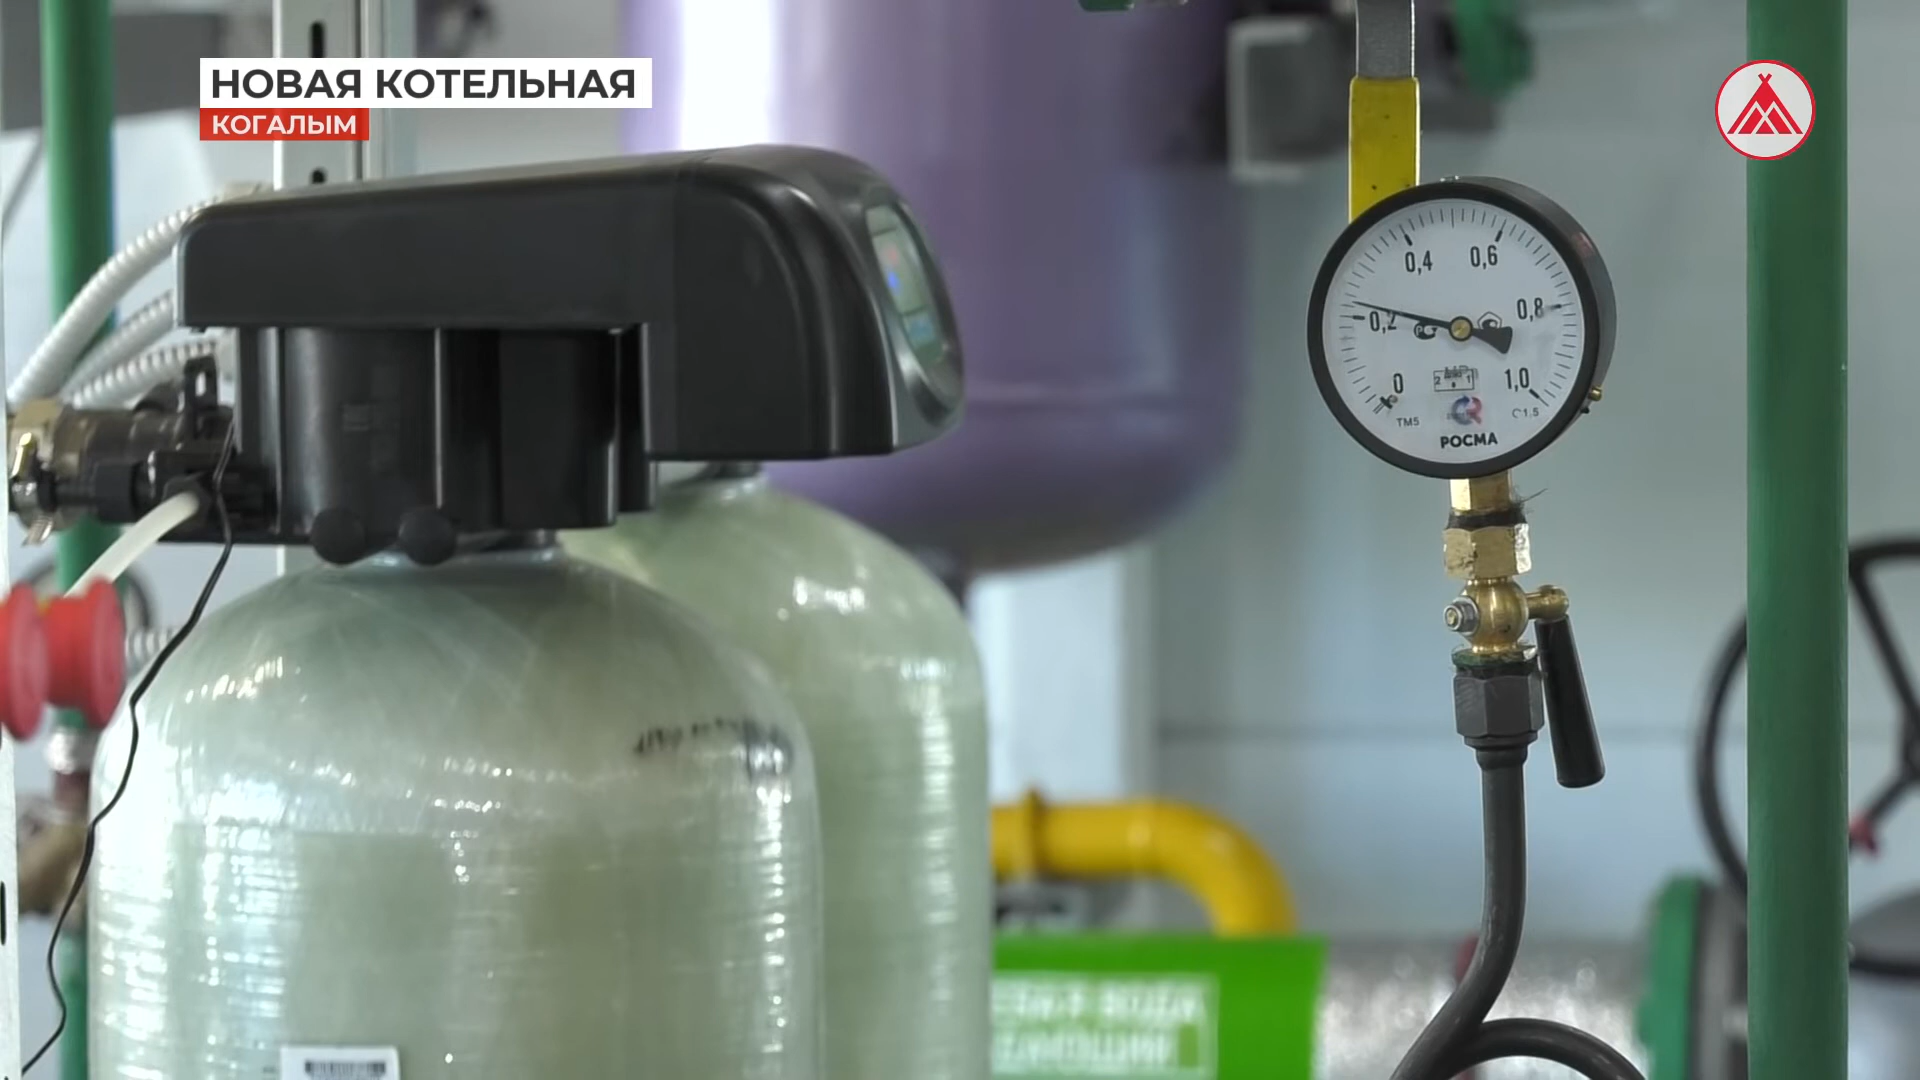 НОВАЯ КОТЕЛЬНАЯ
КОГАЛЫМ
0,4 0,6
0,2 0,8
0 1,0
ТМ5
РОСМА